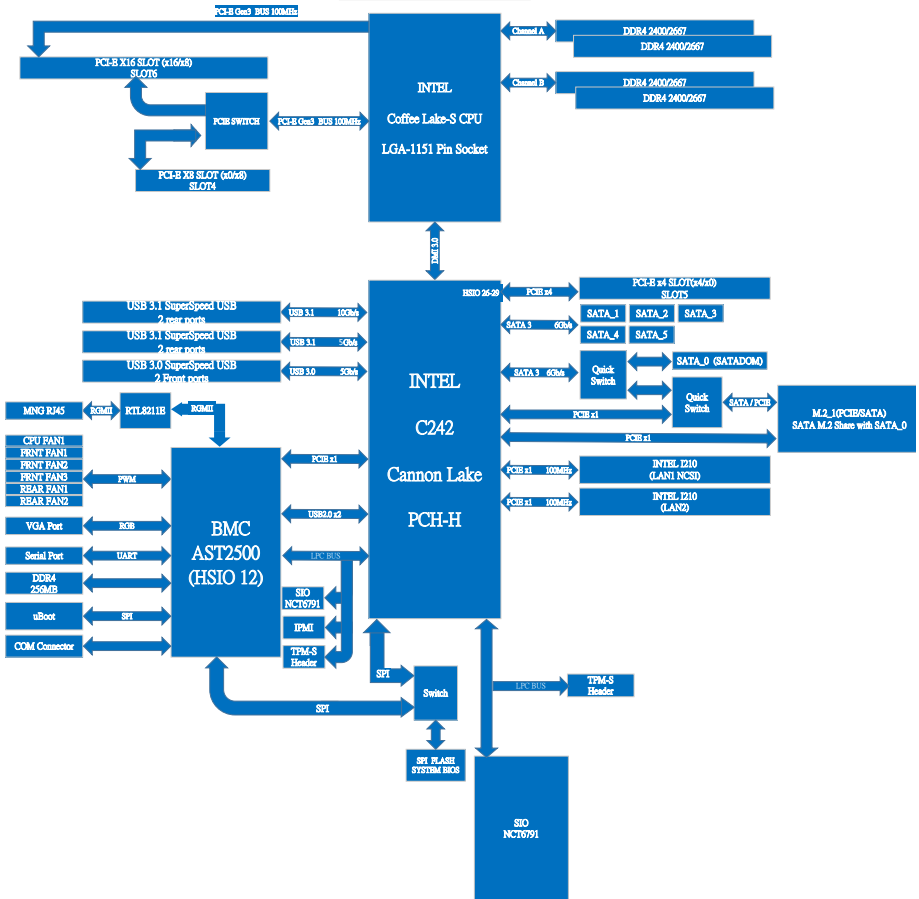 PCI-E Gen3 BUS 100MHz
PCI-E X16 SLOT (x16/x8)
SLOT6
PCIE SWITCH
PCI-E Gen3 BUS 100MHz
PCI-E X8 SLOT (x0/x8)
SLOT4
INTEL
Coffee Lake-S CPU
LGA-1151 Pin Socket
Channel A
DDR4 2400/2667
DDR4 2400/2667
Channel B
DDR4 2400/2667
DDR4 2400/2667
DMI 3.0
USB 3.1 SuperSpeed USB
2 rear ports
USB 3.1 10Gb/s
USB 3.1 SuperSpeed USB
2 rear ports
USB 3.1 5Gb/s
USB 3.0 SuperSpeed USB
2 Front ports
USB 3.0 5Gb/s
HSIO 26-29
INTEL
C242
Cannon Lake
PCH-H
PCIE x4
PCI-E x4 SLOT(x4/x0)
SLOT5
SATA 3 6Gb/s
SATA_1
SATA_2
SATA_3
SATA_4
SATA_5
SATA 3 6Gb/s
Quick
Switch
SATA_0 (SATADOM)
PCIE x1
Quick
Switch
SATA / PCIE
M.2_1(PCIE/SATA)
SATA M.2 Share with SATA_0
PCIE x1
PCIE x1 100MHz
INTEL I210
(LAN1 NCSI)
PCIE x1 100MHz
INTEL I210
(LAN2)
MNG RJ45
RGMII
RTL8211E
RGMII
CPU FAN1
FRNT FAN1
FRNT FAN2
FRNT FAN3
REAR FAN1
REAR FAN2
PWM
VGA Port
RGB
Serial Port
UART
DDR4
256MB
uBoot
SPI
COM Connector
BMC
AST2500
(HSIO 12)
PCIE x1
USB2.0 x2
LPC BUS
SIO
NCT6791
IPMI
TPM-S
Header
SPI
SPI
Switch
SPI FLASH
SYSTEM BIOS
LPC BUS
TPM-S
Header
SIO
NCT6791